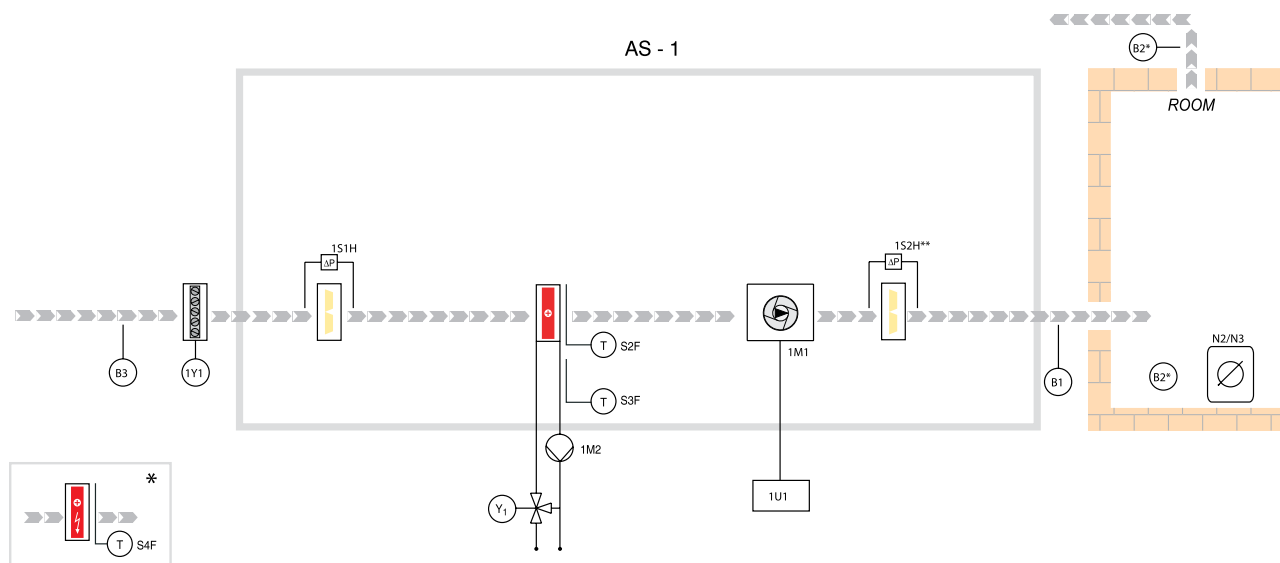 AS - 1
B2*
ROOM
1S1H
ΔP
1S2H**
ΔP
B3
1Y1
T S2F
T S3F
1M1
B1
B2*
N2/N3
1M2
Y1
1U1
*
T S4F